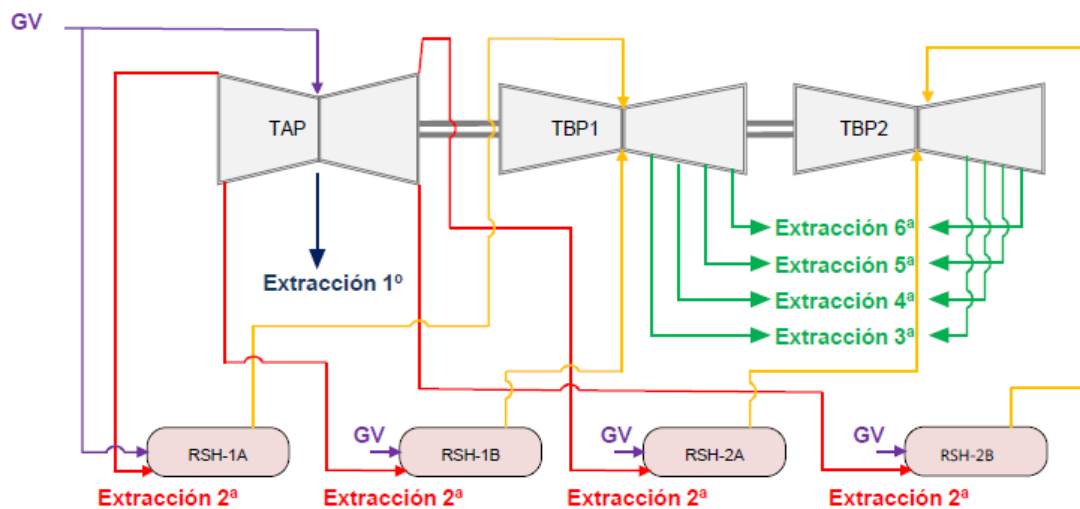 GV
TAP
TBP1
TBP2
Extracción 1º
Extracción 6ª
Extracción 5ª
Extracción 4ª
Extracción 3ª
GV
GV
GV
RSH-1A
RSH-1B
RSH-2A
RSH-2B
Extracción 2ª
Extracción 2ª
Extracción 2ª
Extracción 2ª